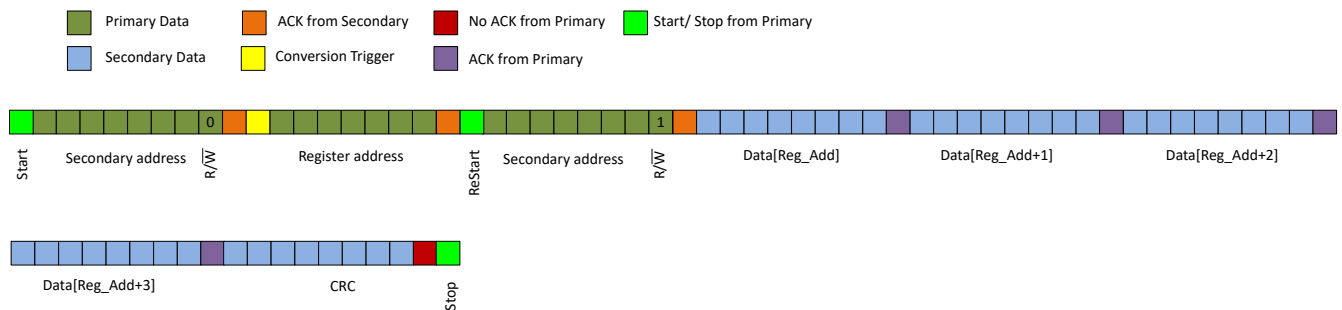 Primary Data
ACK from Secondary
No ACK from Primary
Start/ Stop from Primary
Secondary Data
Conversion Trigger
ACK from Primary
0
1
Start
Secondary address
R/W
Register address
ReStart
Secondary address
R/W
Data[Reg_Add]
Data[Reg_Add+1]
Data[Reg_Add+2]
Data[Reg_Add+3]
CRC
Stop